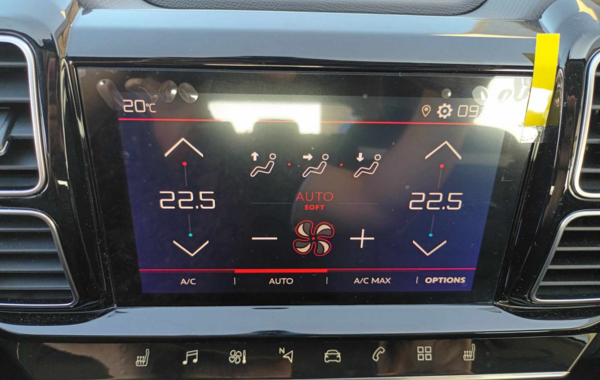 20°C
22.5
AUTO
SOFT
22.5
A/C AUTO A/C MAX OPTIONS
N